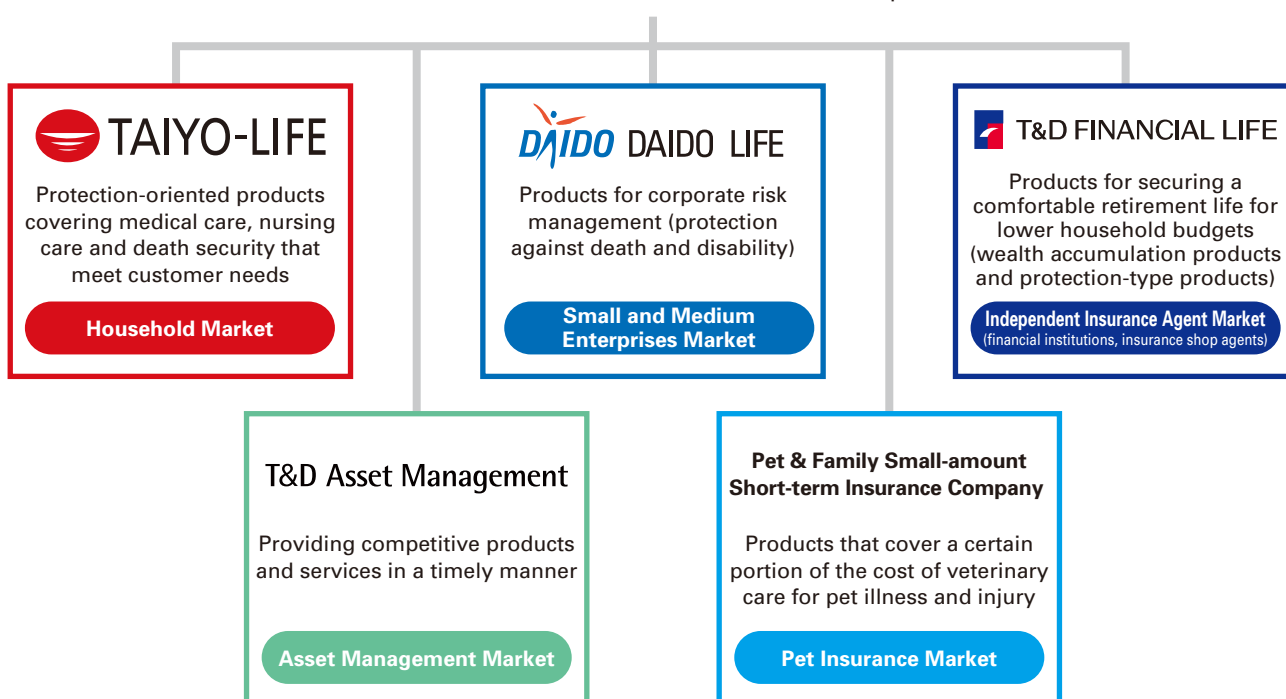 TAIYO-LIFE
Protection-oriented products
covering medical care, nursing
care and death security that
meet customer needs
Household Market
DAIDO DAIDO LIFE
Products for corporate risk
management (protection
against death and disability)
Small and Medium
Enterprises Market
T&D FINANCIAL LIFE
Products for securing a
comfortable retirement life for
lower household budgets
(wealth accumulation products
and protection-type products)
Independent Insurance Agent Market
(financial institutions, insurance shop agents)
T&D Asset Management
Providing competitive products
and services in a timely manner
Asset Management Market
Pet & Family Small-amount
Short-term Insurance Company
Products that cover a certain
portion of the cost of veterinary
care for pet illness and injury
Pet Insurance Market